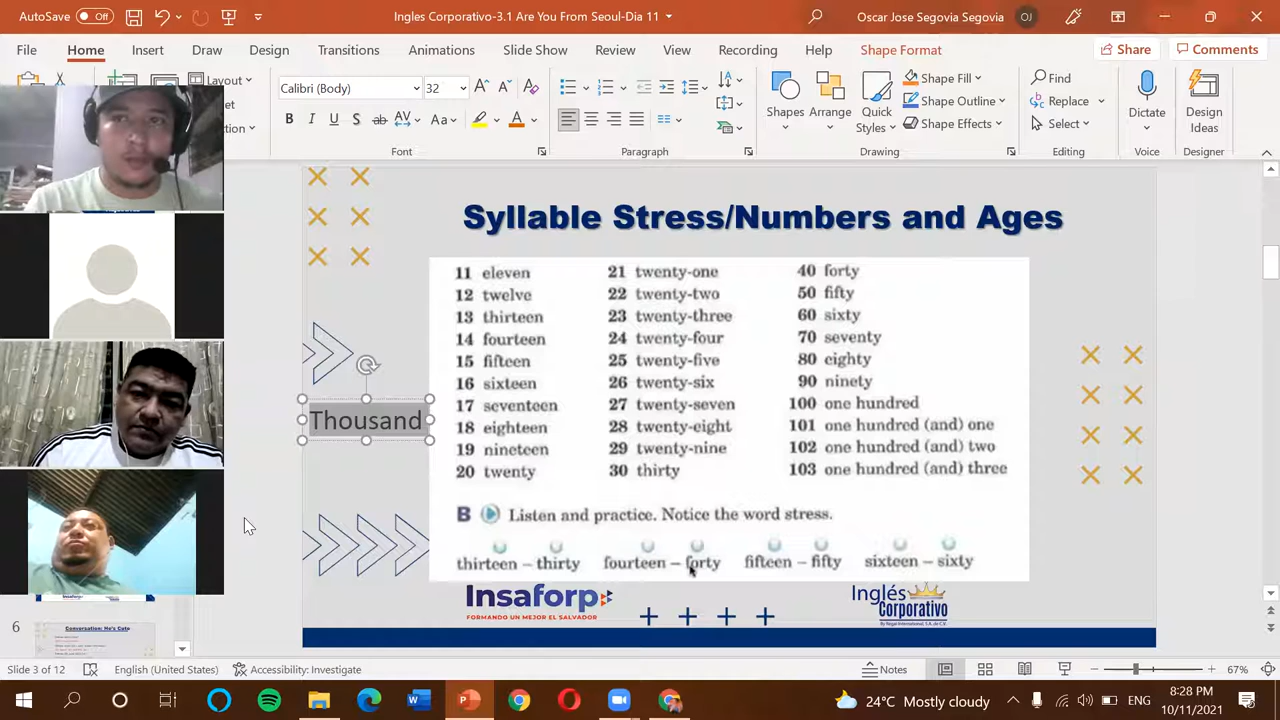 AutoSave Off Ingles Corporativo-3.1 Are You From Seoul-Dia 11 Oscar Jose Segovia Segovia OJ
File Home Insert Draw Design Transitions Animations Slide Show Review View Recording Help Shape Format Share Comments
Layout Calibri (Body) 32 Shape Fill Find
Shapes Arrange Quick Styles Shape Outline Replace Dictate Design Ideas
Shape Effects Select
Font Paragraph Drawing Editing Voice Designer
Syllable Stress/Numbers and Ages
11 eleven 21 twenty-one 40 forty
12 twelve 22 twenty-two 50 fifty
13 thirteen 23 twenty-three 60 sixty
14 fourteen 24 twenty-four 70 seventy
15 fifteen 25 twenty-five 80 eighty
16 sixteen 26 twenty-six 90 ninety
17 seventeen 27 twenty-seven 100 one hundred
18 eighteen 28 twenty-eight 101 one hundred (and) one
19 nineteen 29 twenty-nine 102 one hundred (and) two
20 twenty 30 thirty 103 one hundred (and) three
Thousand
B Listen and practice. Notice the word stress.
thirteen – thirty fourteen – forty fifteen – fifty sixteen – sixty
Insaforp
FORMANDO UN MEJOR EL SALVADOR
Inglés
Corporativo
By Regal International, S.A. de C.V.
6 Conversation: He's Cute
Slide 3 of 12 English (United States) Accessibility: Investigate Notes 67%
24°C Mostly cloudy ENG 8:28 PM
10/11/2021